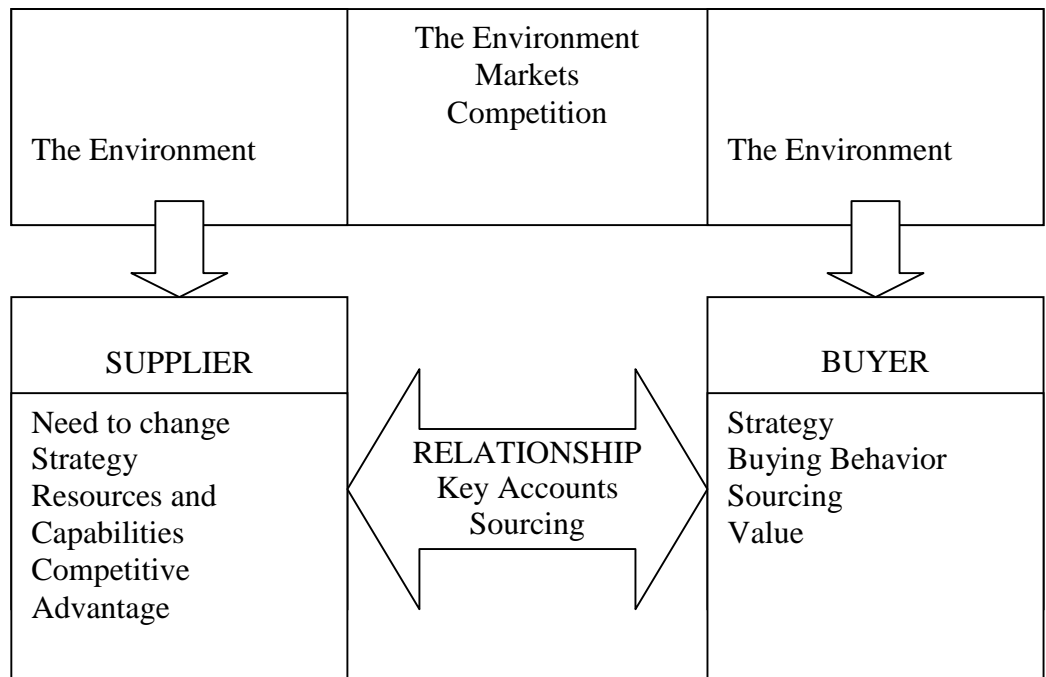 The Environment
Markets
Competition
The Environment
The Environment
SUPPLIER
BUYER
Need to change
Strategy
Resources and
Capabilities
Competitive
Advantage
RELATIONSHIP
Key Accounts
Sourcing
Strategy
Buying Behavior
Sourcing
Value